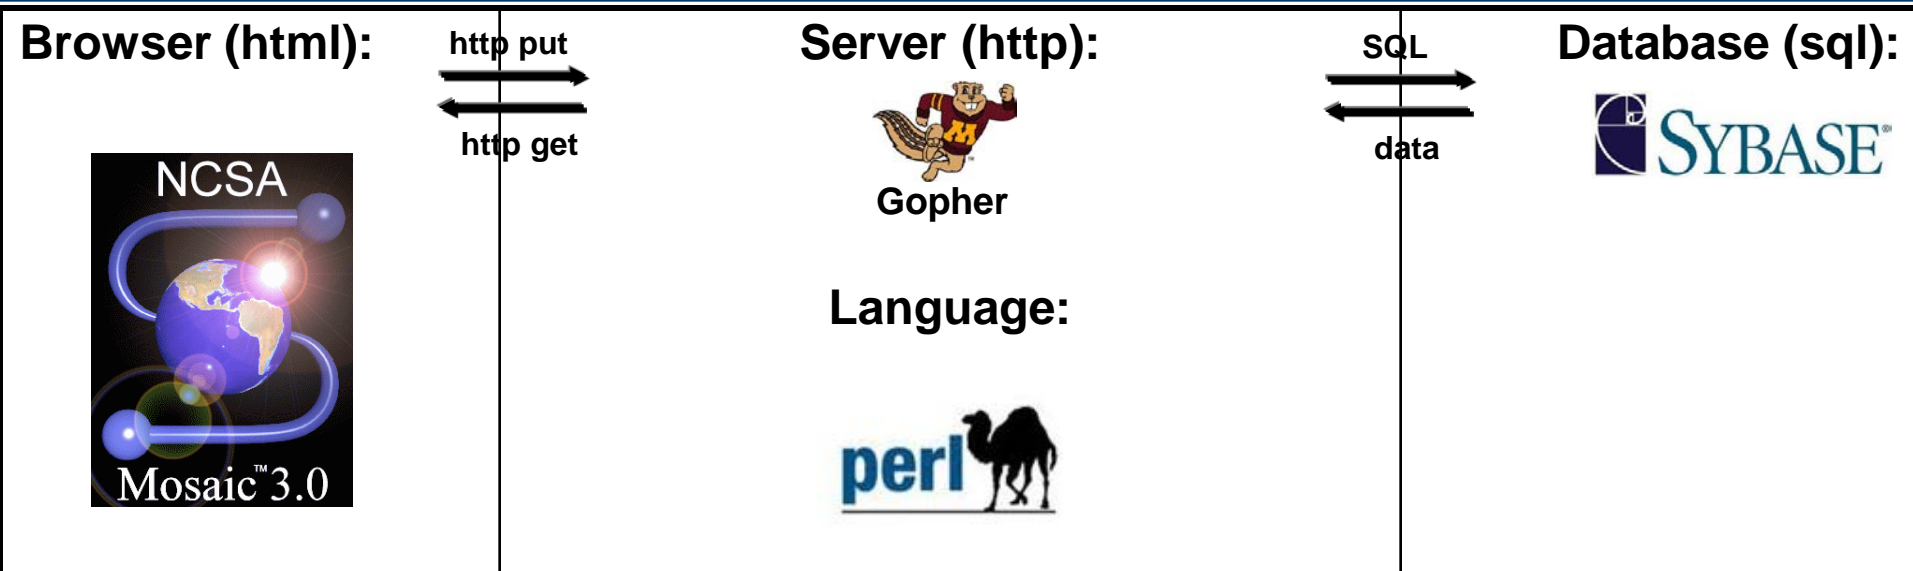 Browser (html):
http put
http get
NCSA
Mosaic™3.0
Server (http):
M
Gopher
Language:
perl
SQL
data
Database (sql):
SYBASE®